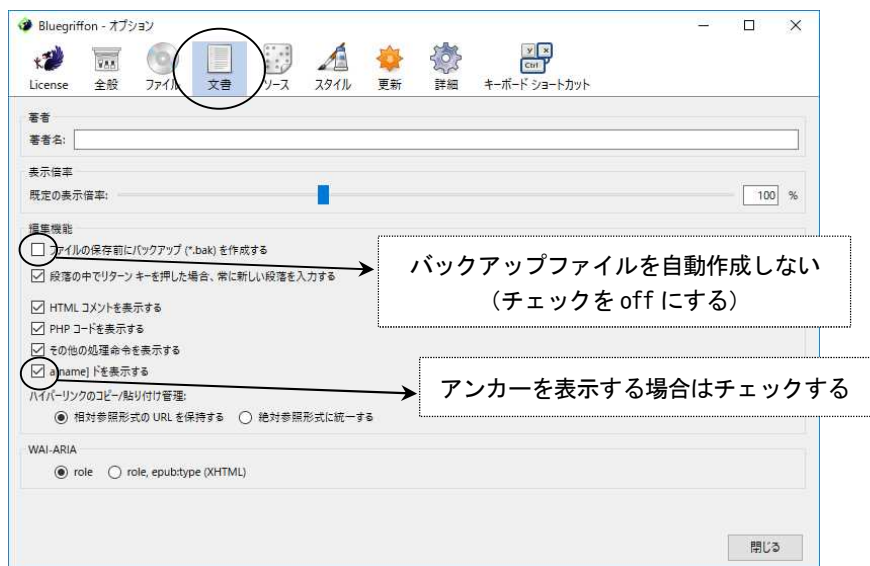 Bluegriffon - オプション
License 全般 ファイル 文書 ソース スタイル 更新 詳細 キーボード ショートカット
著者
著者名:
表示倍率
既定の表示倍率: 100 %
編集機能
ファイルの保存前にバックアップ (*.bak) を作成する
段落の中でリターン キーを押した場合、常に新しい段落を入力する
HTML コメントを表示する
PHP コードを表示する
その他の処理命令を表示する
a[name] ドを表示する
ハイパーリンクのコピー/貼り付け管理:
相対参照形式の URL を保持する 絶対参照形式に統一する
WAI-ARIA
role role, epub:type (XHTML)
閉じる
バックアップファイルを自動作成しない
（チェックを off にする）
アンカーを表示する場合はチェックする